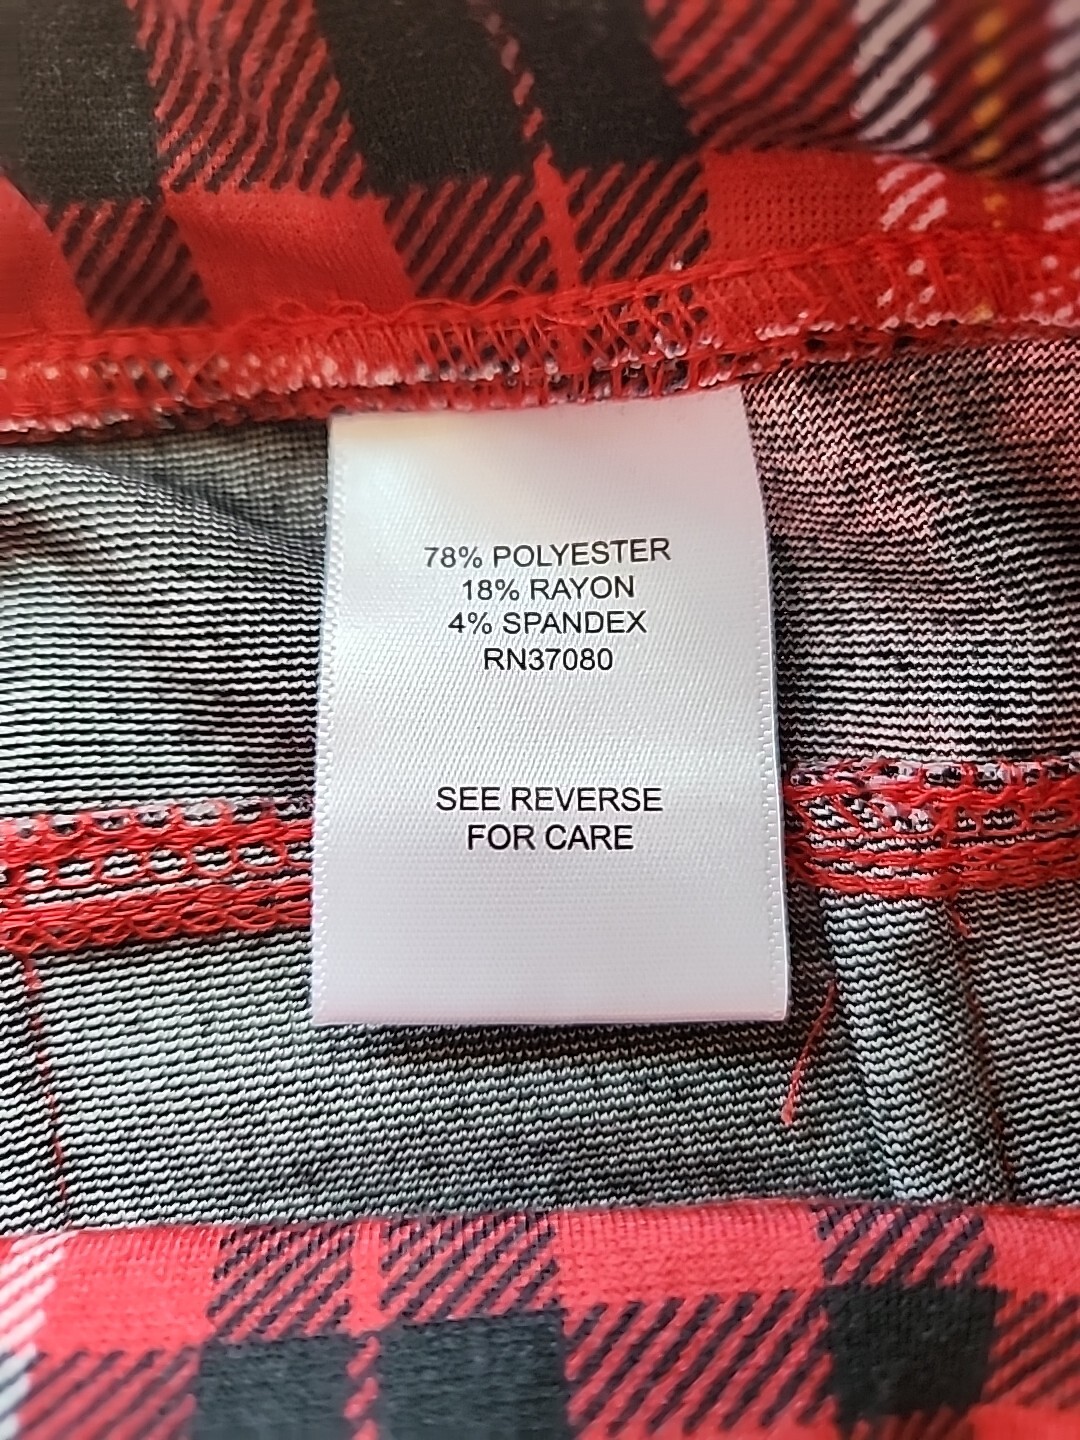 78% POLYESTER
18% RAYON
4% SPANDEX
RN37080
SEE REVERSE
FOR CARE